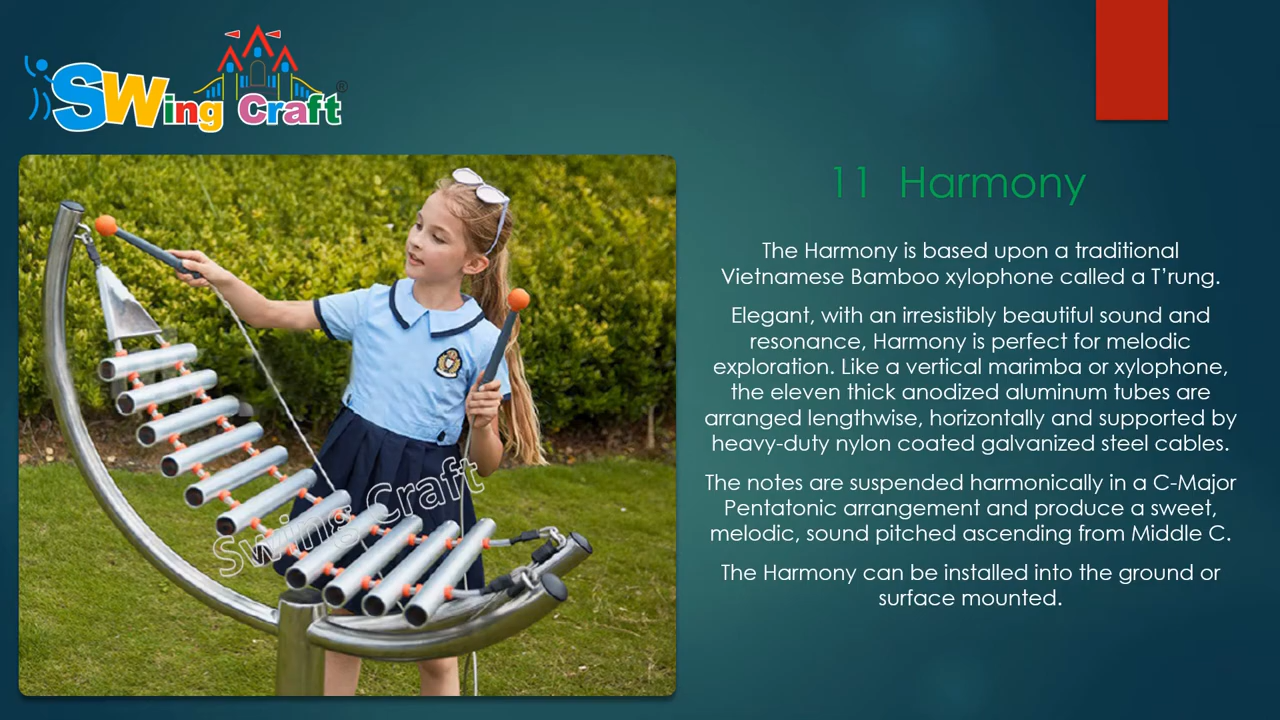 SWing Craft®
11 Harmony
The Harmony is based upon a traditional
Vietnamese Bamboo xylophone called a T’rung.
Elegant, with an irresistibly beautiful sound and
resonance, Harmony is perfect for melodic
exploration. Like a vertical marimba or xylophone,
the eleven thick anodized aluminum tubes are
arranged lengthwise, horizontally and supported by
heavy-duty nylon coated galvanized steel cables.
The notes are suspended harmonically in a C-Major
Pentatonic arrangement and produce a sweet,
melodic, sound pitched ascending from Middle C.
The Harmony can be installed into the ground or
surface mounted.
Swing Craft